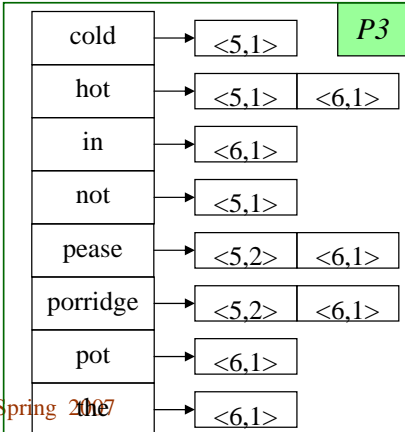 P3
cold <5,1>
hot <5,1> <6,1>
in <6,1>
not <5,1>
pease <5,2> <6,1>
porridge <5,2> <6,1>
pot <6,1>
the <6,1>
Spring 2007